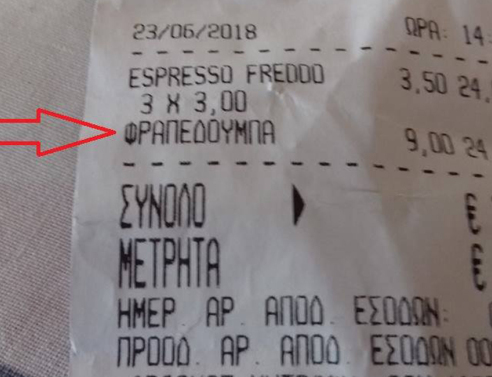 23/06/2018 ΩΡΑ: 14:
ESPRESSO FREDDO 3,50 24,
3 X 3,00
ΦΡΑΠΕΔΟΥΜΠΑ 9,00 24
ΣΥΝΟΛΟ €
ΜΕΤΡΗΤΑ €
ΗΜΕΡ. ΑΡ. ΑΠΟΔ. ΕΣΟΔΩΝ:
ΠΡΟΟΔ. ΑΡ. ΑΠΟΔ. ΕΣΟΔΩΝ 00